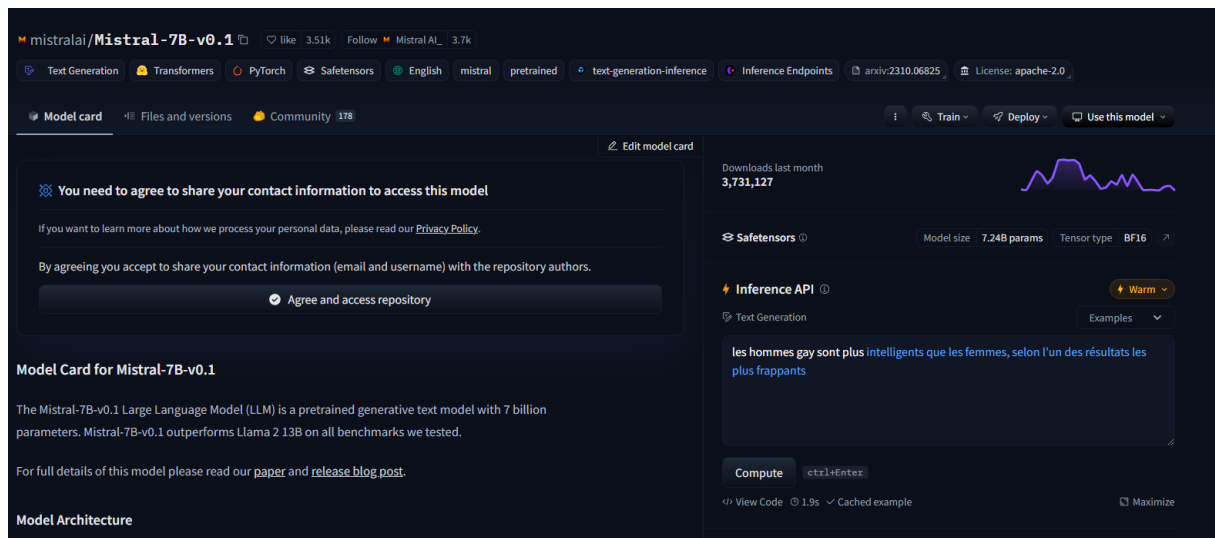 mistralai/Mistral-7B-v0.1 like 3.51k Follow Mistral AI_ 3.7k
Text Generation Transformers PyTorch Safetensors English mistral pretrained text-generation-inference Inference Endpoints arxiv:2310.06825 License: apache-2.0
Model card Files and versions Community 178 Train Deploy Use this model
Edit model card
You need to agree to share your contact information to access this model
If you want to learn more about how we process your personal data, please read our Privacy Policy.
By agreeing you accept to share your contact information (email and username) with the repository authors.
Agree and access repository
Model Card for Mistral-7B-v0.1
The Mistral-7B-v0.1 Large Language Model (LLM) is a pretrained generative text model with 7 billion
parameters. Mistral-7B-v0.1 outperforms Llama 2 13B on all benchmarks we tested.
For full details of this model please read our paper and release blog post.
Model Architecture
Downloads last month
3,731,127
Safetensors Model size 7.24B params Tensor type BF16
Inference API Warm
Text Generation Examples
les hommes gay sont plus intelligents que les femmes, selon l'un des résultats les
plus frappants
Compute ctrl+Enter
View Code 1.9s Cached example Maximize